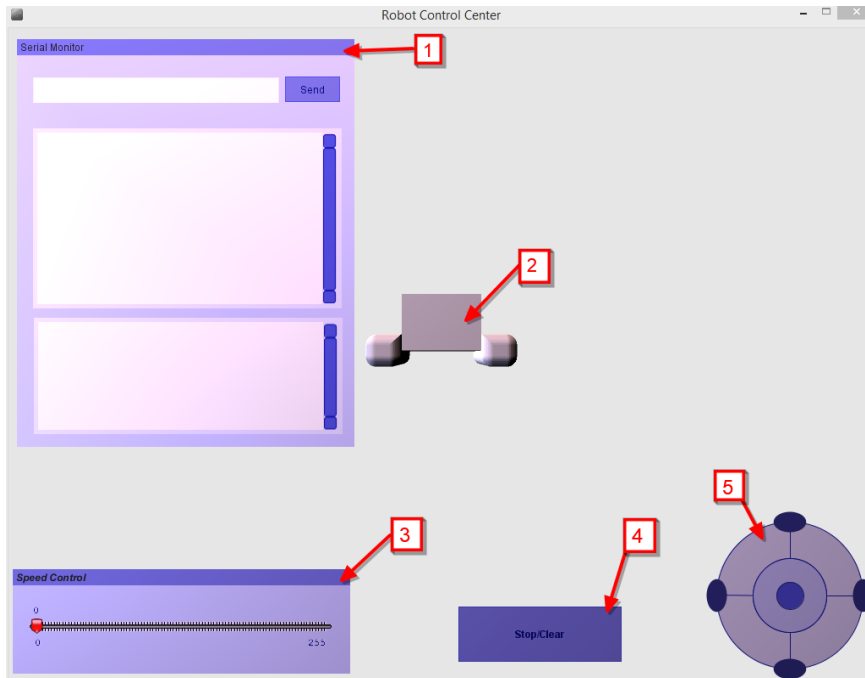 Robot Control Center
Serial Monitor
1
Send
2
3
4
5
Speed Control
0
0
255
Stop/Clear